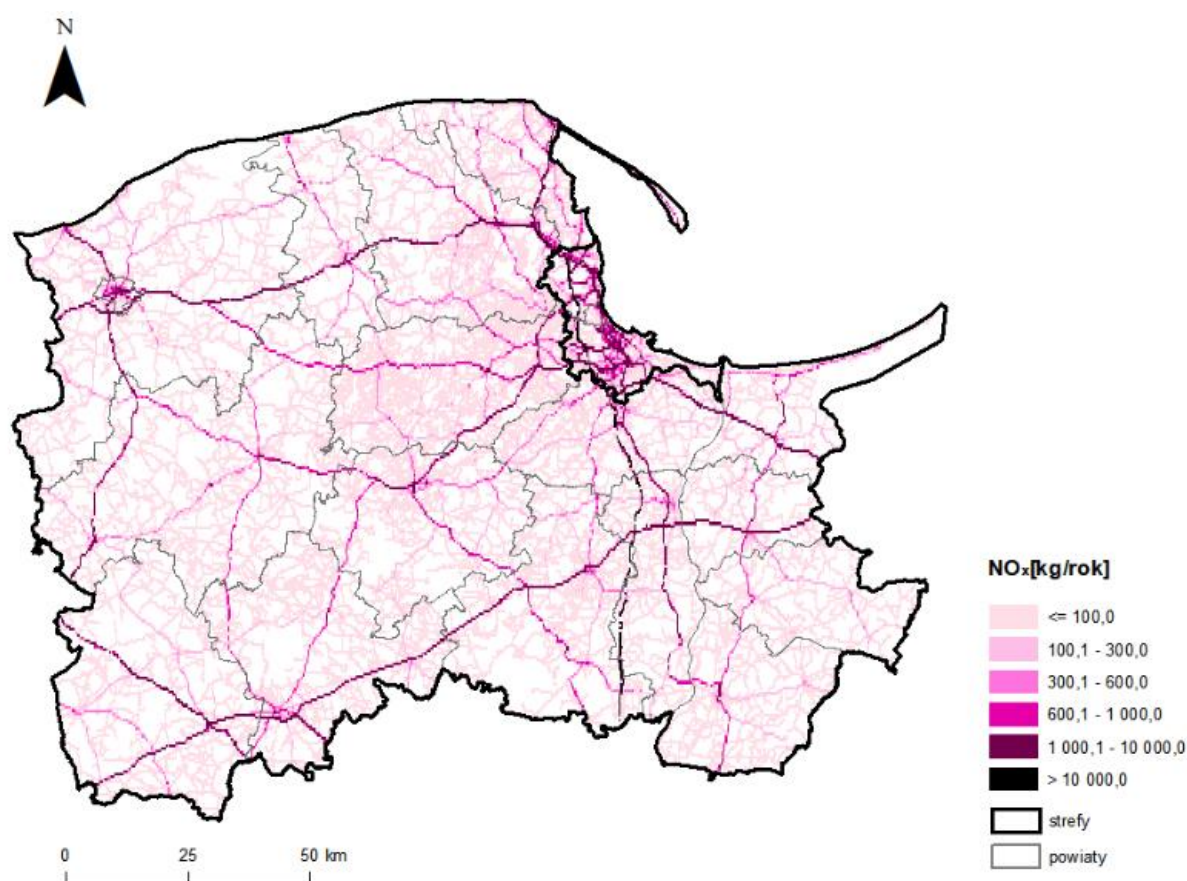 N
NOₓ[kg/rok]
<= 100,0
100,1 - 300,0
300,1 - 600,0
600,1 - 1 000,0
1 000,1 - 10 000,0
> 10 000,0
strefy
powiaty
0 25 50 km